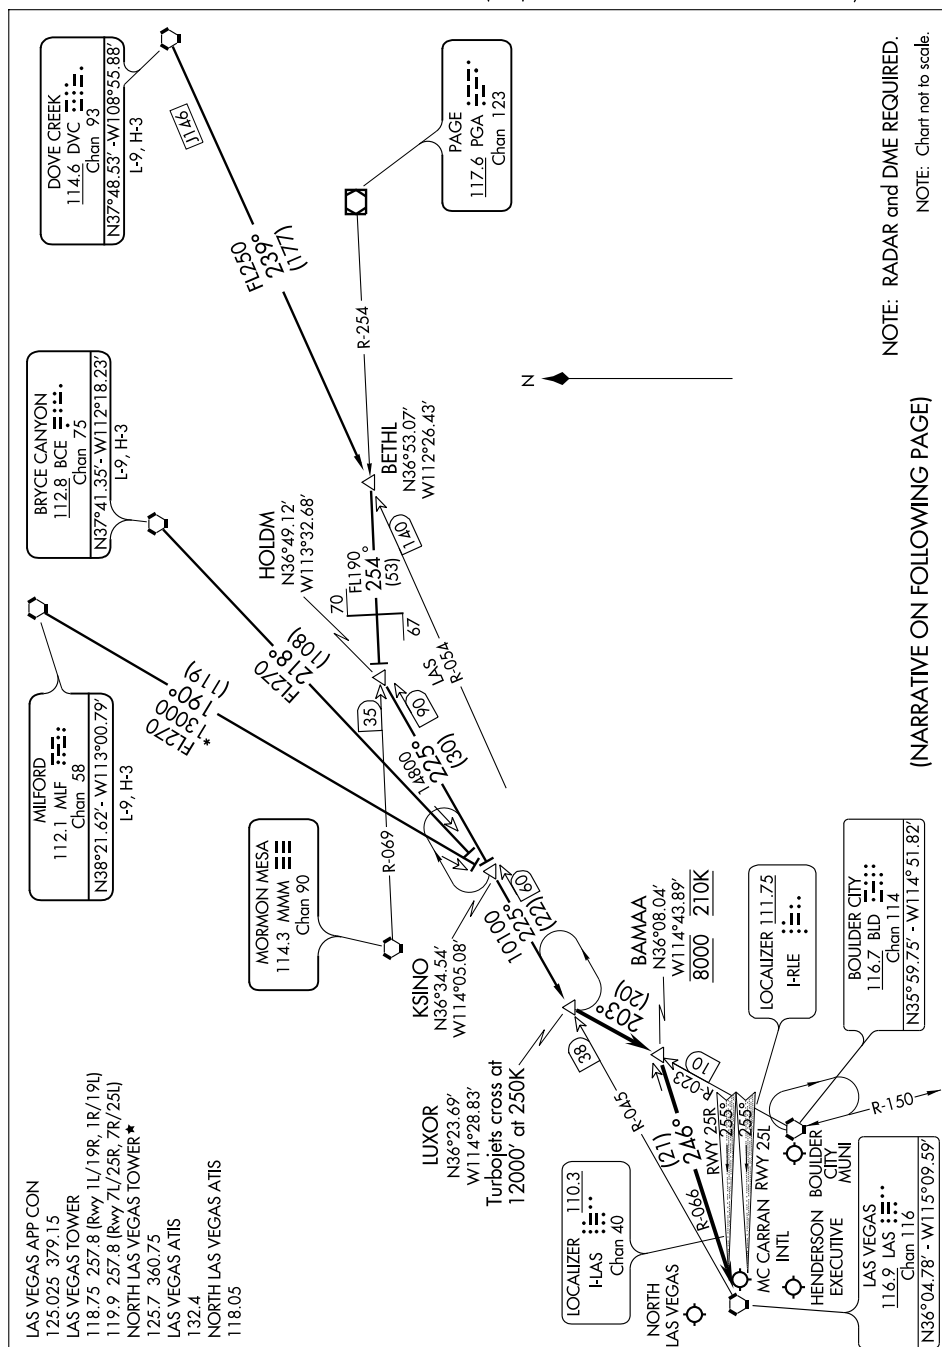 LAS VEGAS APP CON
125.025 379.15
LAS VEGAS TOWER
118.75 257.8 (Rwy 1L/19R, 1R/19L)
119.9 257.8 (Rwy 7L/25R, 7R/25L)
NORTH LAS VEGAS TOWER★
125.7 360.75
LAS VEGAS ATIS
132.4
NORTH LAS VEGAS ATIS
118.05
MILFORD
112.1 MLF
Chan 58
N38°21.62' - W113°00.79'
L-9, H-3
BRYCE CANYON
112.8 BCE
Chan 75
N37°41.35' - W112°18.23'
L-9, H-3
DOVE CREEK
114.6 DVC
Chan 93
N37°48.53' - W108°55.88'
L-9, H-3
J146
FL250
239°
(177)
PAGE
117.6 PGA
Chan 123
R-254
FL270
*13000
190°
(119)
FL270
218°
(108)
HOLDM
N36°49.12'
W113°32.68'
BETHL
N36°53.07'
W112°26.43'
70
67
FL190
254°
(53)
140
LAS
R-054
90
35
R-069
MORMON MESA
114.3 MMM
Chan 90
14800
225°
(30)
KSINO
N36°34.54'
W114°05.08'
60
10100
225°
(22)
LUXOR
N36°23.69'
W114°28.83'
Turbojets cross at
12000' at 250K
38
R-045
203°
(20)
BAMAA
N36°08.04'
W114°43.89'
8000 210K
10
R-023
(21)
246°
R-066
RWY 25R
255°
255°
RWY 25L
LOCALIZER 110.3
I-LAS
Chan 40
LOCALIZER 111.75
I-RLE
NORTH
LAS VEGAS
MC CARRAN
INTL
HENDERSON
EXECUTIVE
BOULDER
CITY
MUNI
BOULDER CITY
116.7 BLD
Chan 114
N35°59.75' - W114°51.82'
R-150
LAS VEGAS
116.9 LAS
Chan 116
N36°04.78' - W115°09.59'
N
NOTE: RADAR and DME REQUIRED.
NOTE: Chart not to scale.
(NARRATIVE ON FOLLOWING PAGE)